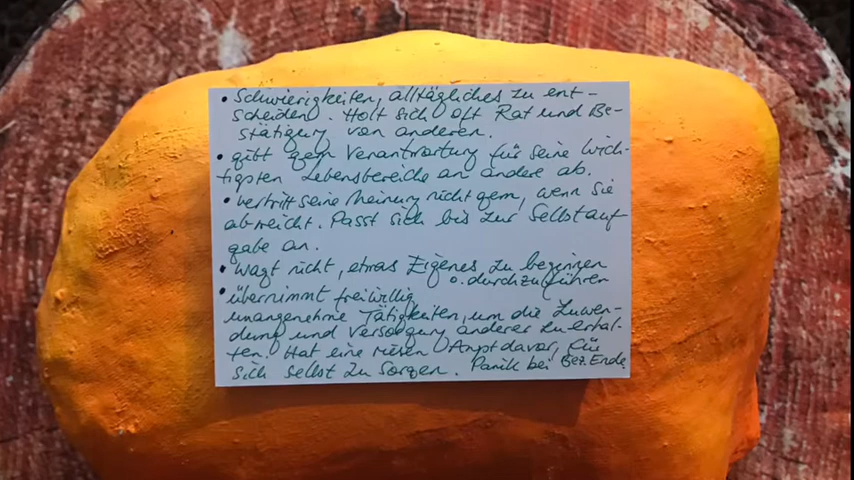 • Schwierigkeiten, alltägliches zu ent-
scheiden. Holt sich oft Rat und Be-
stätigung von anderen.
• gibt gern Verantwortung für seine wich-
tigsten Lebensbereiche an andere ab.
• vertritt seine Meinung nicht gern, wenn sie
abweicht. Passt sich bis zur Selbstauf-
gabe an.
• wagt nicht, etwas Eigenes zu beginnen
o. durchzuführen
• übernimmt freiwillig
unangenehme Tätigkeiten, um die Zuwen-
dung und Versorgung anderer zu erhal-
ten. Hat eine riesen Angst davor, für
sich selbst zu sorgen. Panik bei Bez. Ende.